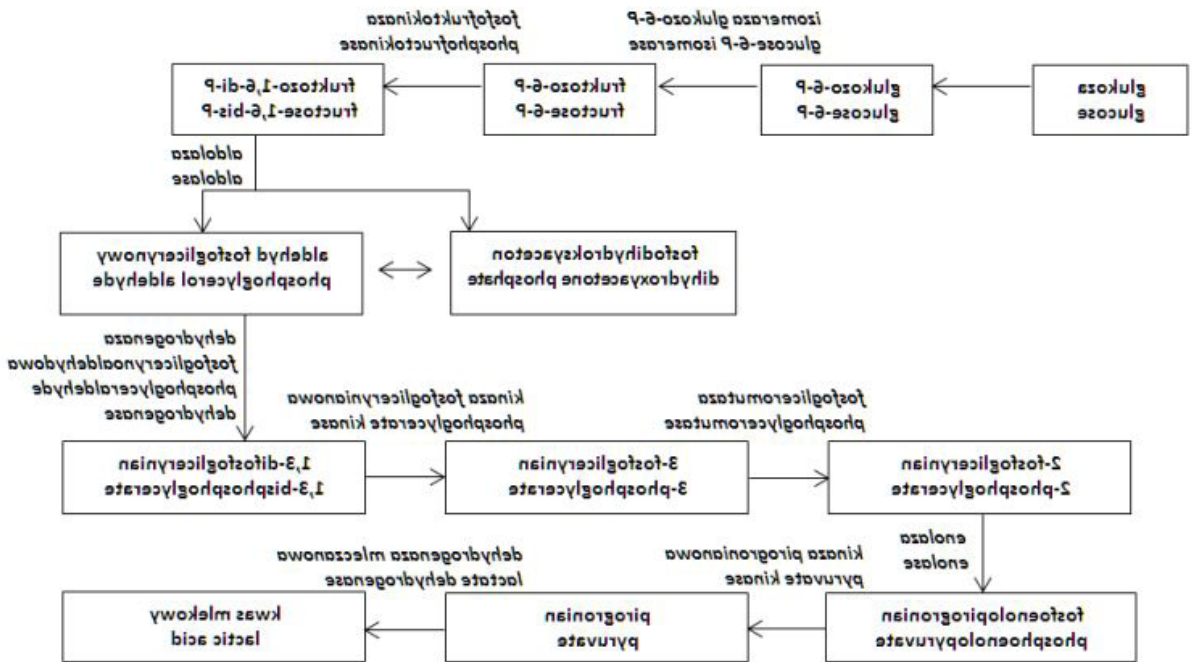 izomeraza glukozo-6-P
glucose-6-P isomerase
fosfofruktokinaza
phosphofructokinase
glukoza
glucose
glukozo-6-P
glucose-6-P
fruktozo-6-P
fructose-6-P
fruktozo-1,6-di-P
fructose-1,6-bis-P
aldolaza
aldolase
fosfodihydroksyaceton
dihydroxyacetone phosphate
aldehyd fosfoglicerynowy
phosphoglycerol aldehyde
dehydrogenaza
fosfoglicerynoaldehydowa
phosphoglyceraldehyde
dehydrogenase
kinaza fosfoglicerynianowa
phosphoglycerate kinase
fosfogliceromutaza
phosphoglyceromutase
1,3-difosfoglicerynian
1,3-bisphosphoglycerate
3-fosfoglicerynian
3-phosphoglycerate
2-fosfoglicerynian
2-phosphoglycerate
enolaza
enolase
kinaza pirogronianowa
pyruvate kinase
dehydrogenaza mleczanowa
lactate dehydrogenase
fosfoenolopirogronian
phosphoenolopyruvate
pirogronian
pyruvate
kwas mlekowy
lactic acid